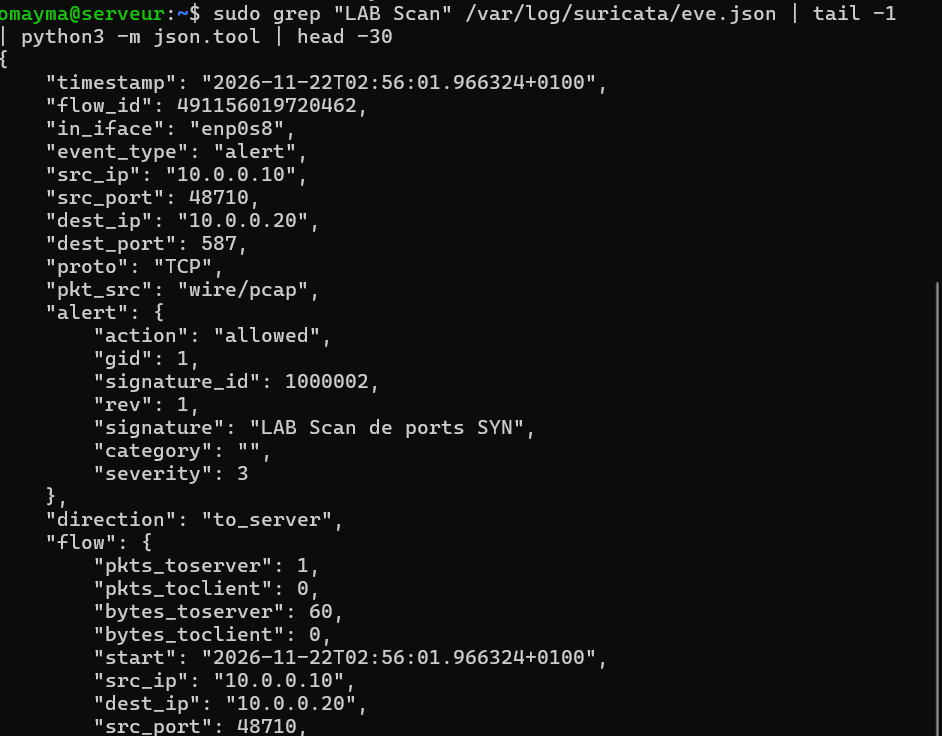 omayma@serveur:~$ sudo grep "LAB Scan" /var/log/suricata/eve.json | tail -1
| python3 -m json.tool | head -30
{
    "timestamp": "2026-11-22T02:56:01.966324+0100",
    "flow_id": 491156019720462,
    "in_iface": "enp0s8",
    "event_type": "alert",
    "src_ip": "10.0.0.10",
    "src_port": 48710,
    "dest_ip": "10.0.0.20",
    "dest_port": 587,
    "proto": "TCP",
    "pkt_src": "wire/pcap",
    "alert": {
        "action": "allowed",
        "gid": 1,
        "signature_id": 1000002,
        "rev": 1,
        "signature": "LAB Scan de ports SYN",
        "category": "",
        "severity": 3
    },
    "direction": "to_server",
    "flow": {
        "pkts_toserver": 1,
        "pkts_toclient": 0,
        "bytes_toserver": 60,
        "bytes_toclient": 0,
        "start": "2026-11-22T02:56:01.966324+0100",
        "src_ip": "10.0.0.10",
        "dest_ip": "10.0.0.20",
        "src_port": 48710,